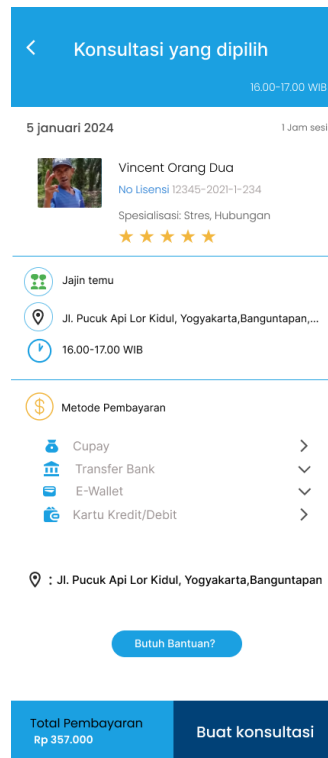 Konsultasi yang dipilih
16.00-17.00 WIB
5 januari 2024
1 Jam sesi
Vincent Orang Dua
No Lisensi 12345-2021-1-234
Spesialisasi: Stres, Hubungan
Jajin temu
Jl. Pucuk Api Lor Kidul, Yogyakarta,Banguntapan,...
16.00-17.00 WIB
Metode Pembayaran
Cupay
Transfer Bank
E-Wallet
Kartu Kredit/Debit
: Jl. Pucuk Api Lor Kidul, Yogyakarta,Banguntapan
Butuh Bantuan?
Total Pembayaran
Rp 357.000
Buat konsultasi